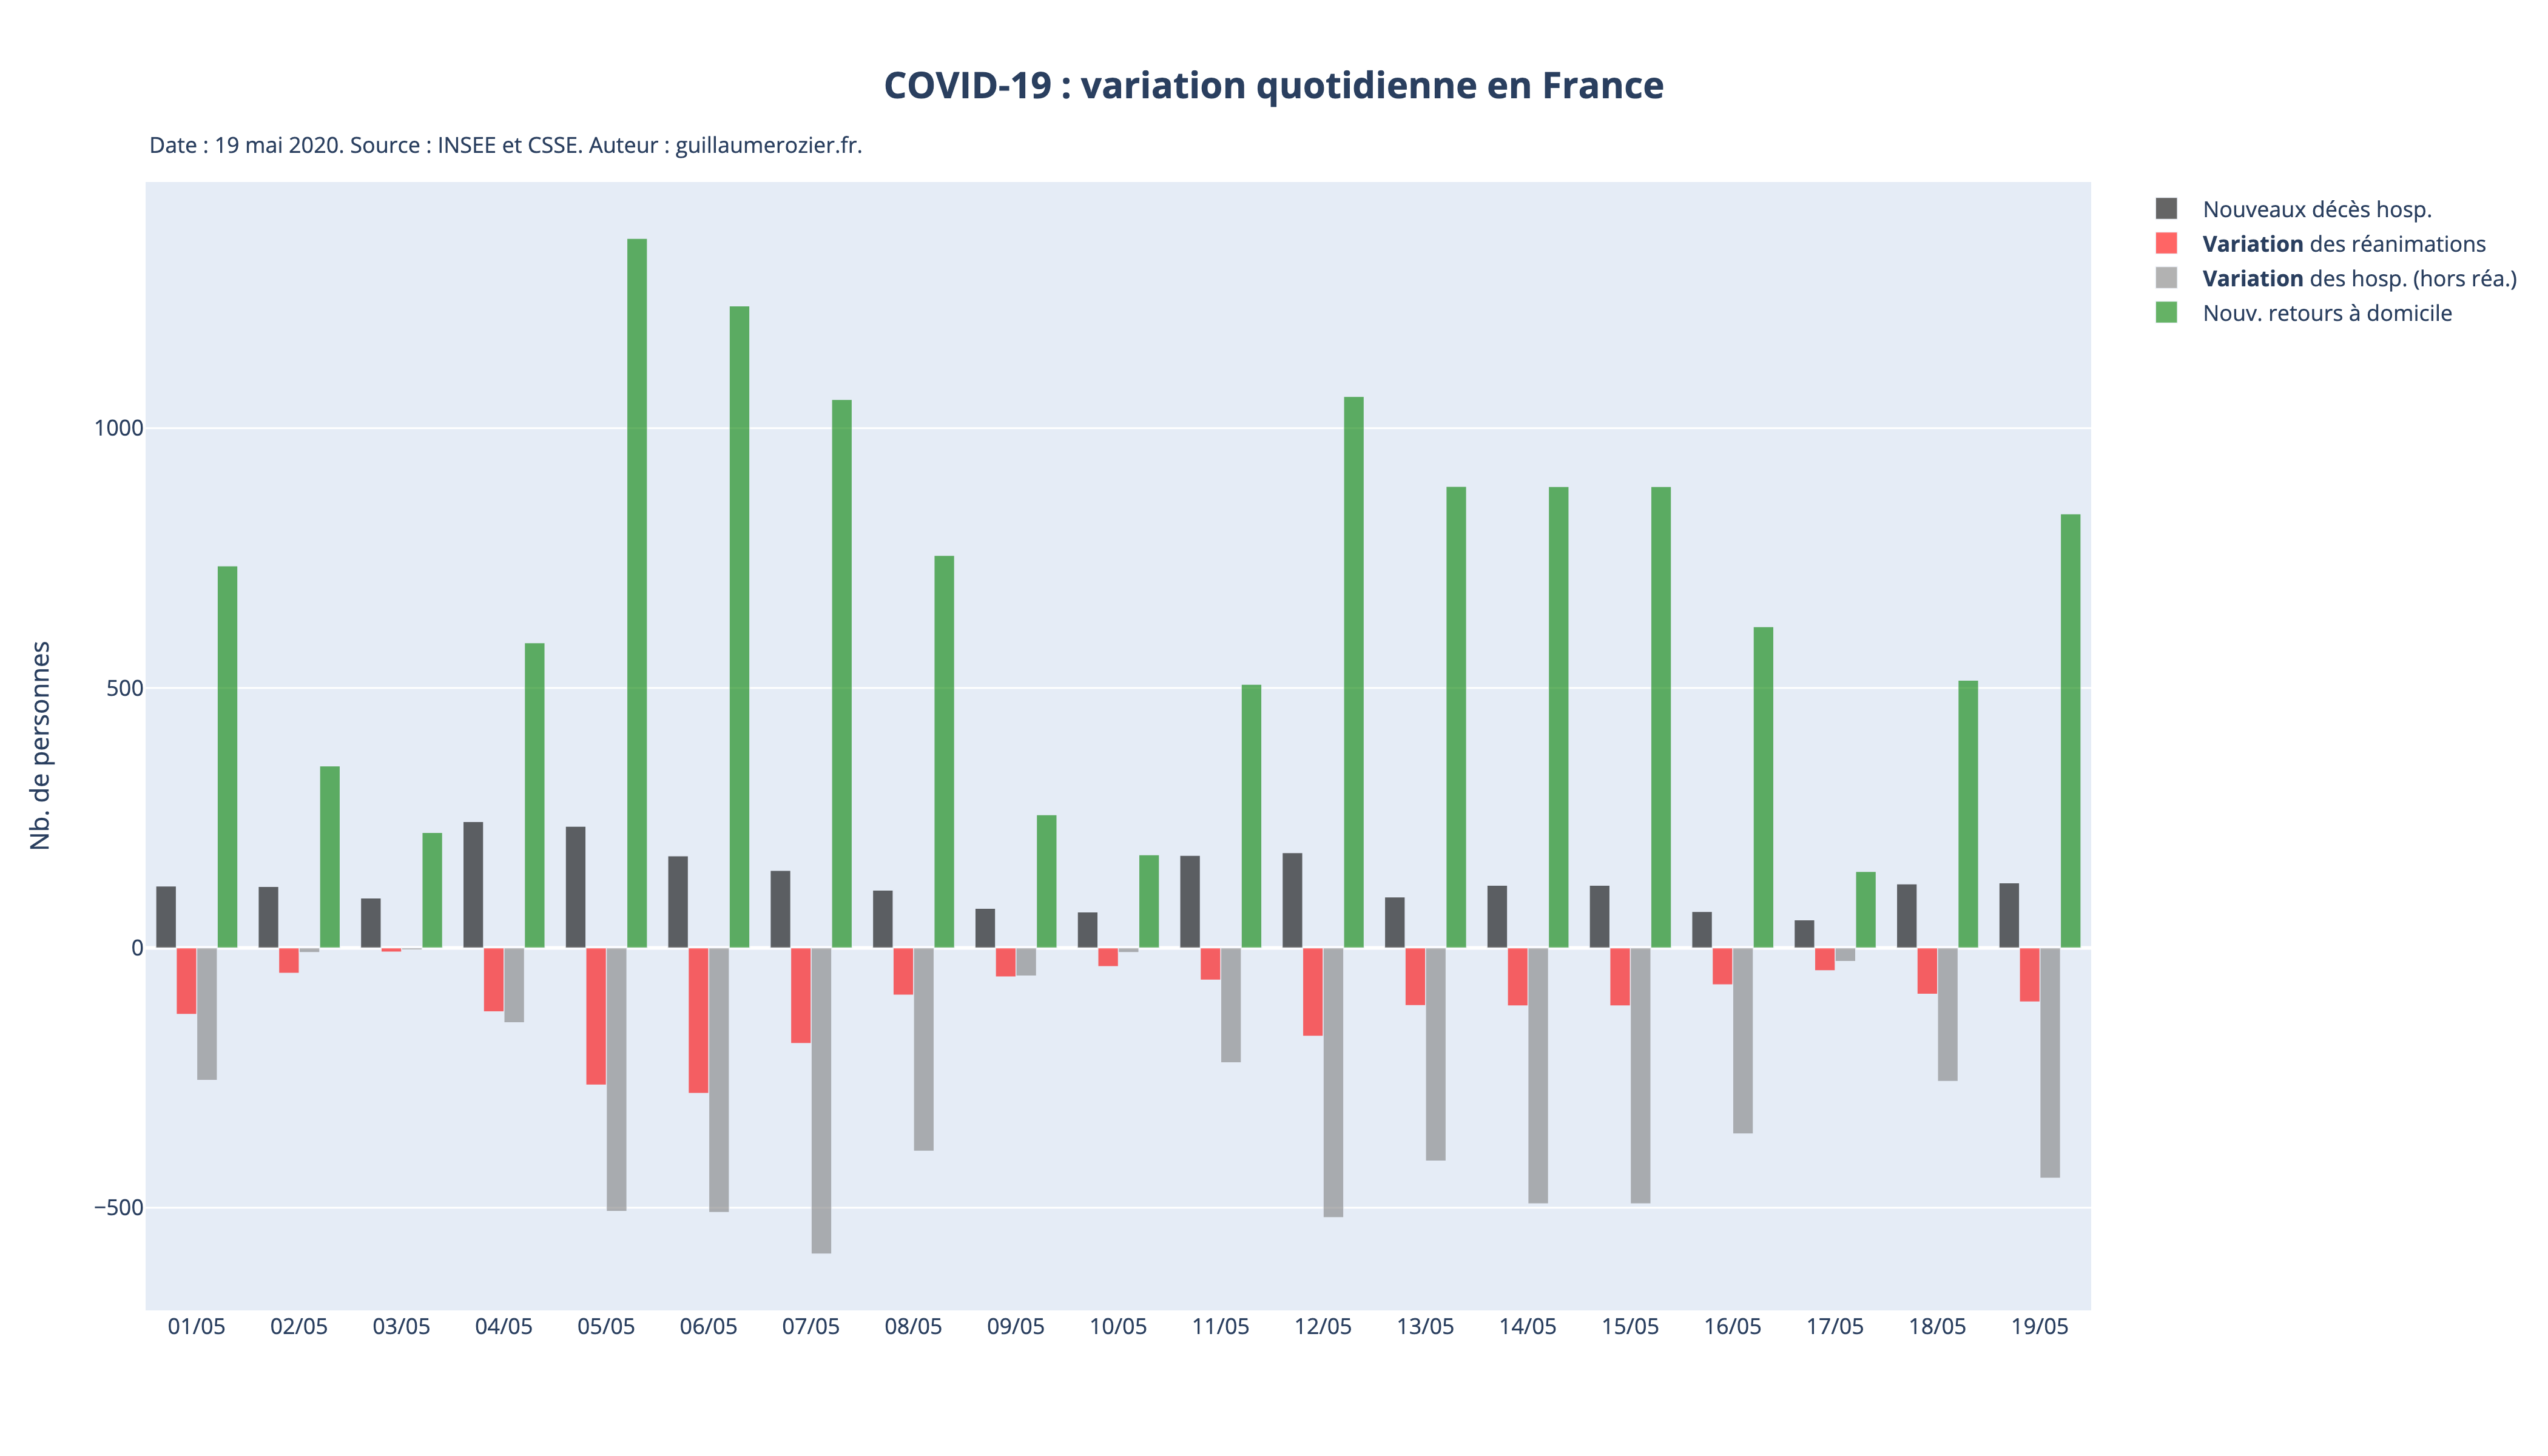 COVID-19 : variation quotidienne en France
Date : 19 mai 2020. Source : INSEE et CSSE. Auteur : guillaumerozier.fr.
Nouveaux décès hosp.
Variation des réanimations
Variation des hosp. (hors réa.)
Nouv. retours à domicile
Nb. de personnes
1000
500
0
−500
01/05 02/05 03/05 04/05 05/05 06/05 07/05 08/05 09/05 10/05 11/05 12/05 13/05 14/05 15/05 16/05 17/05 18/05 19/05